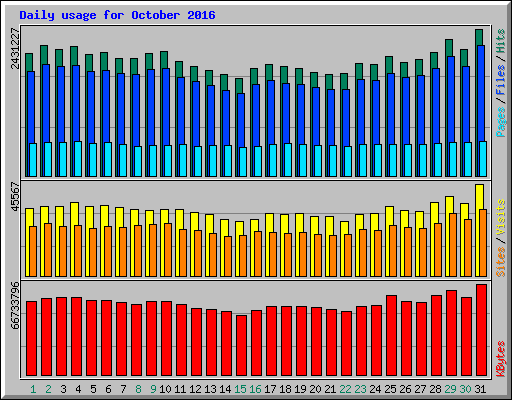 Daily usage for October 2016
2431227
Pages / Files / Hits
45567
Sites / Visits
66733796
KBytes
1 2 3 4 5 6 7 8 9 10 11 12 13 14 15 16 17 18 19 20 21 22 23 24 25 26 27 28 29 30 31